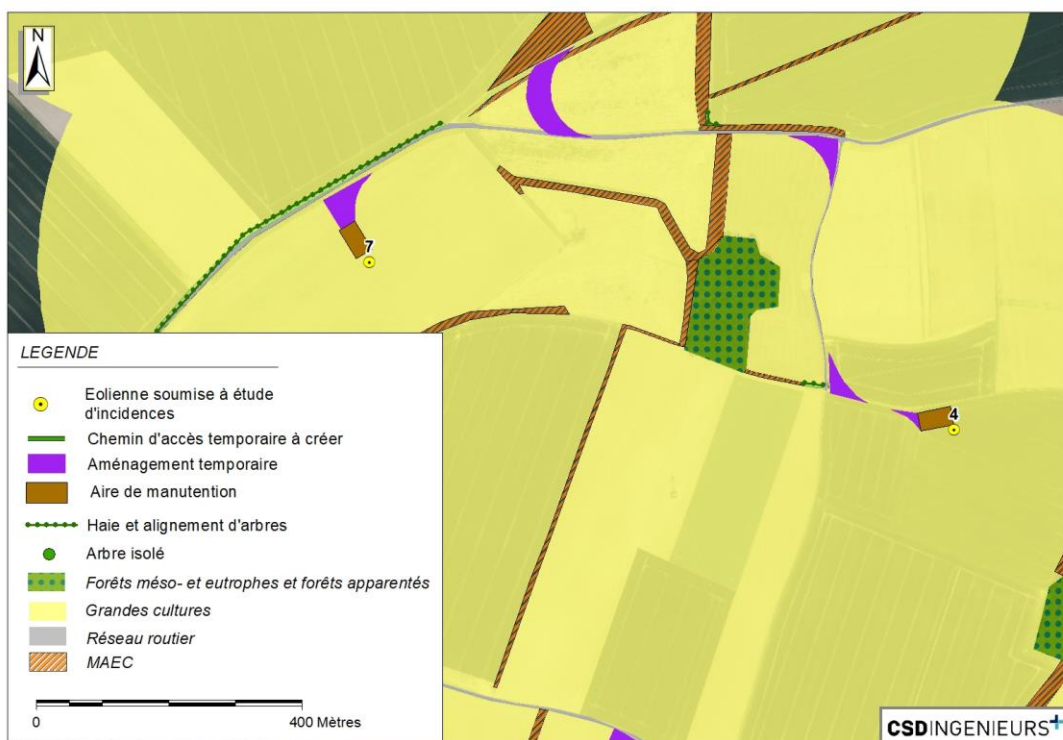 N
7
4
LEGENDE
Eolienne soumise à étude
d'incidences
Chemin d'accès temporaire à créer
Aménagement temporaire
Aire de manutention
Haie et alignement d'arbres
Arbre isolé
Forêts méso- et eutrophes et forêts apparentés
Grandes cultures
Réseau routier
MAEC
0 400 Mètres
CSDINGENIEURS+